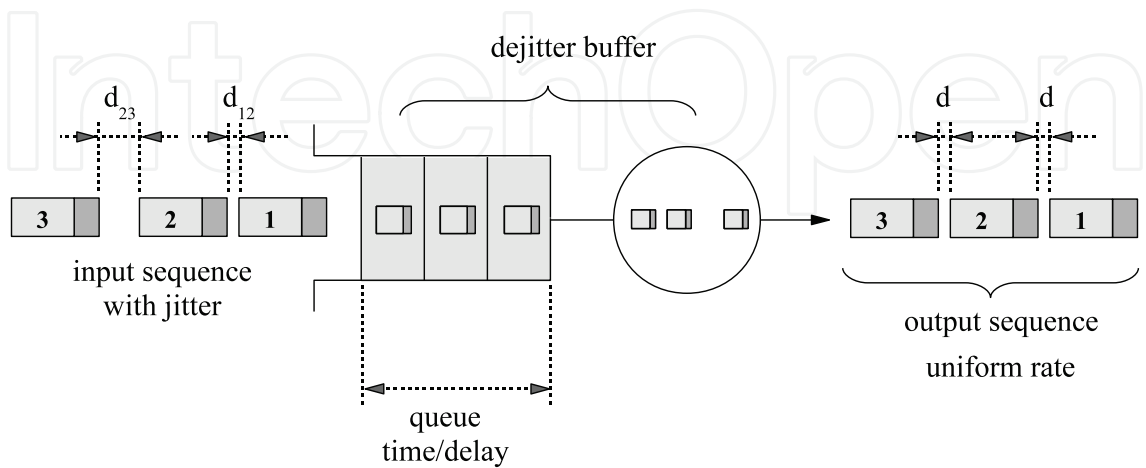 IntechOpen
dejitter buffer
d23
d12
d
d
3
2
1
3
2
1
input sequence
with jitter
output sequence
uniform rate
queue
time/delay